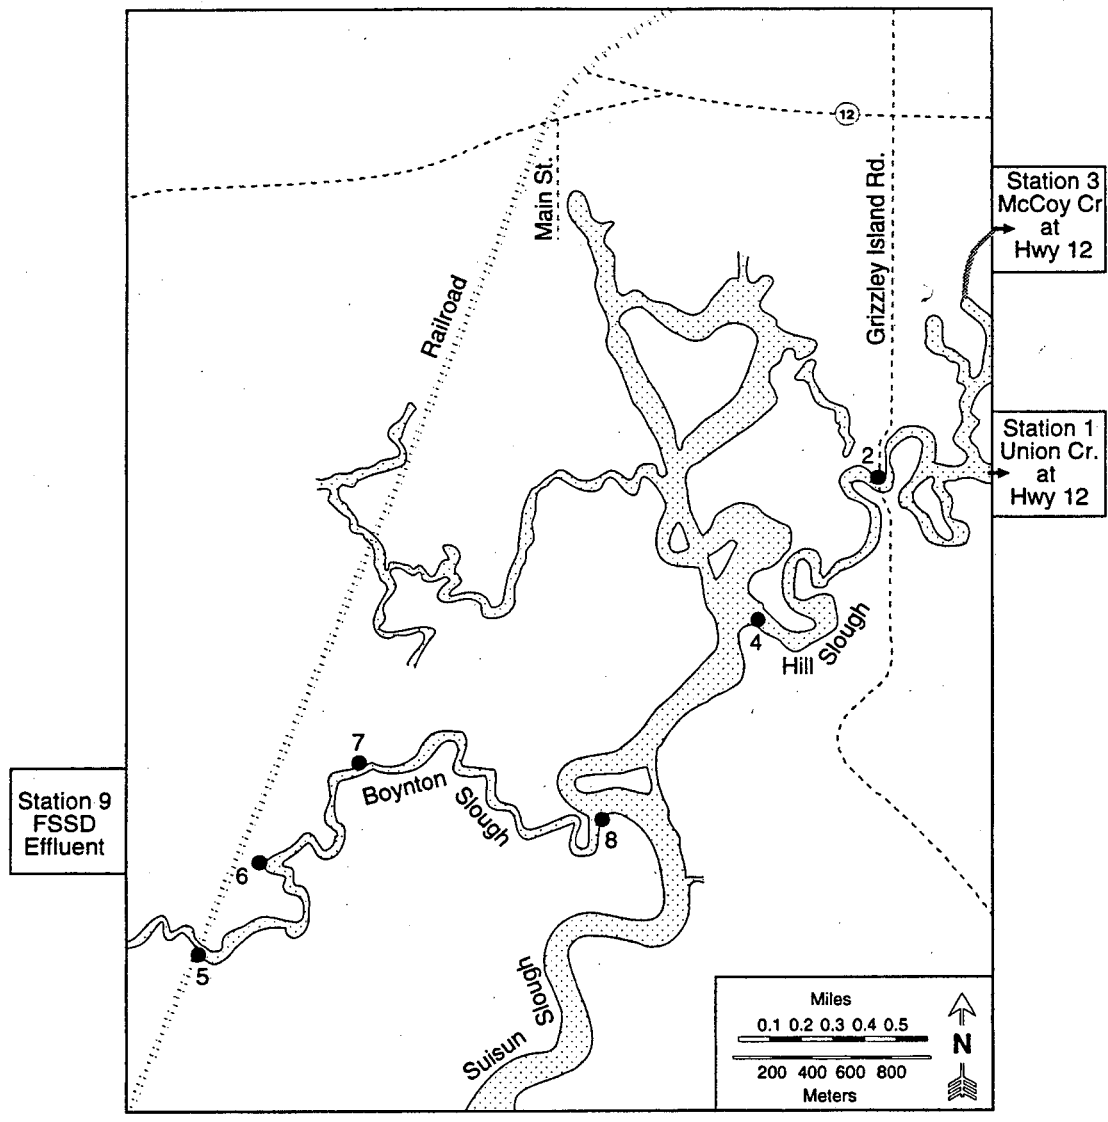 12
Main St.
Grizzley Island Rd.
Station 3
McCoy Cr
at
Hwy 12
Railroad
Station 1
Union Cr.
at
Hwy 12
2
4
Hill Slough
7
Boynton
Slough
Station 9
FSSD
Effluent
8
6
5
Suisun
Slough
Miles
0.1 0.2 0.3 0.4 0.5
N
200 400 600 800
Meters